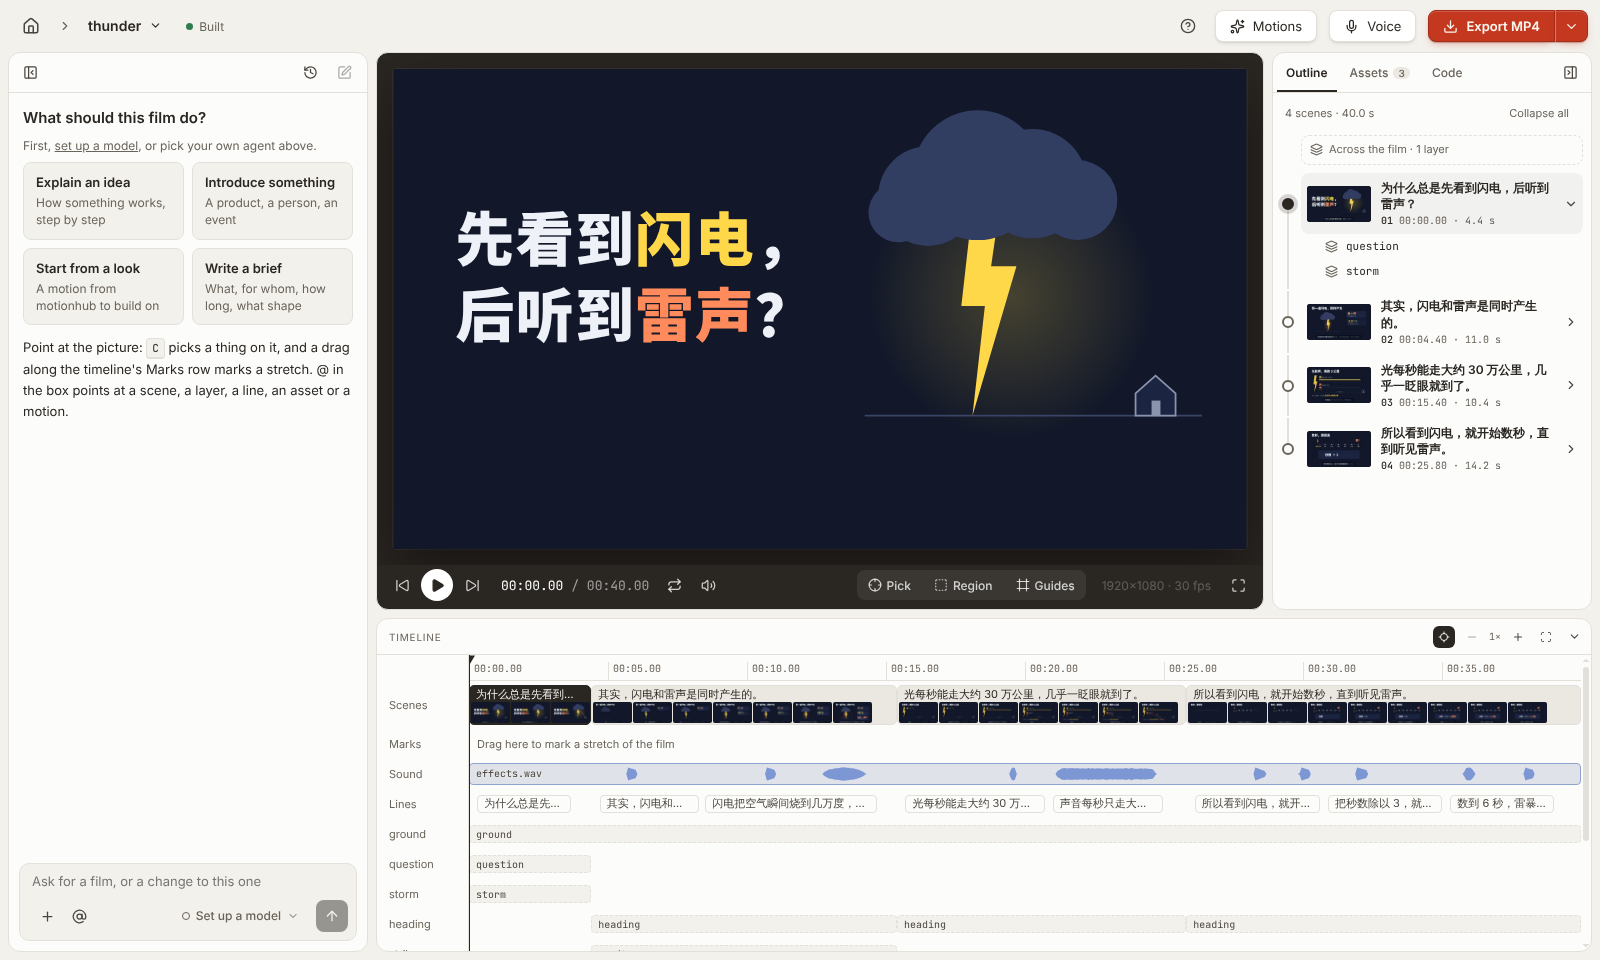 thunder
Built
Motions
Voice
Export MP4
What should this film do?
First, set up a model, or pick your own agent above.
Explain an idea
How something works, step by step
Introduce something
A product, a person, an event
Start from a look
A motion from motionhub to build on
Write a brief
What, for whom, how long, what shape
Point at the picture: C picks a thing on it, and a drag
along the timeline's Marks row marks a stretch. @ in
the box points at a scene, a layer, a line, an asset or a
motion.
Ask for a film, or a change to this one
Set up a model
先看到闪电，
后听到雷声？
00:00.00 / 00:40.00
Pick
Region
Guides
1920×1080 · 30 fps
Outline
Assets 3
Code
4 scenes · 40.0 s
Collapse all
Across the film · 1 layer
为什么总是先看到闪电，后听到
雷声？
01 00:00.00 · 4.4 s
question
storm
其实，闪电和雷声是同时产生
的。
02 00:04.40 · 11.0 s
光每秒能走大约 30 万公里，几
乎一眨眼就到了。
03 00:15.40 · 10.4 s
所以看到闪电，就开始数秒，直
到听见雷声。
04 00:25.80 · 14.2 s
TIMELINE
1×
00:00.00
00:05.00
00:10.00
00:15.00
00:20.00
00:25.00
00:30.00
00:35.00
Scenes
为什么总是先看到...
其实，闪电和雷声是同时产生的。
光每秒能走大约 30 万公里，几乎一眨眼就到了。
所以看到闪电，就开始数秒，直到听见雷声。
Marks
Drag here to mark a stretch of the film
Sound
effects.wav
Lines
为什么总是先...
其实，闪电和...
闪电把空气瞬间烧到几万度，...
光每秒能走大约 30 万...
声音每秒只走大...
所以看到闪电，就开...
把秒数除以 3，就...
数到 6 秒，雷暴...
ground
ground
question
question
storm
storm
heading
heading
heading
heading